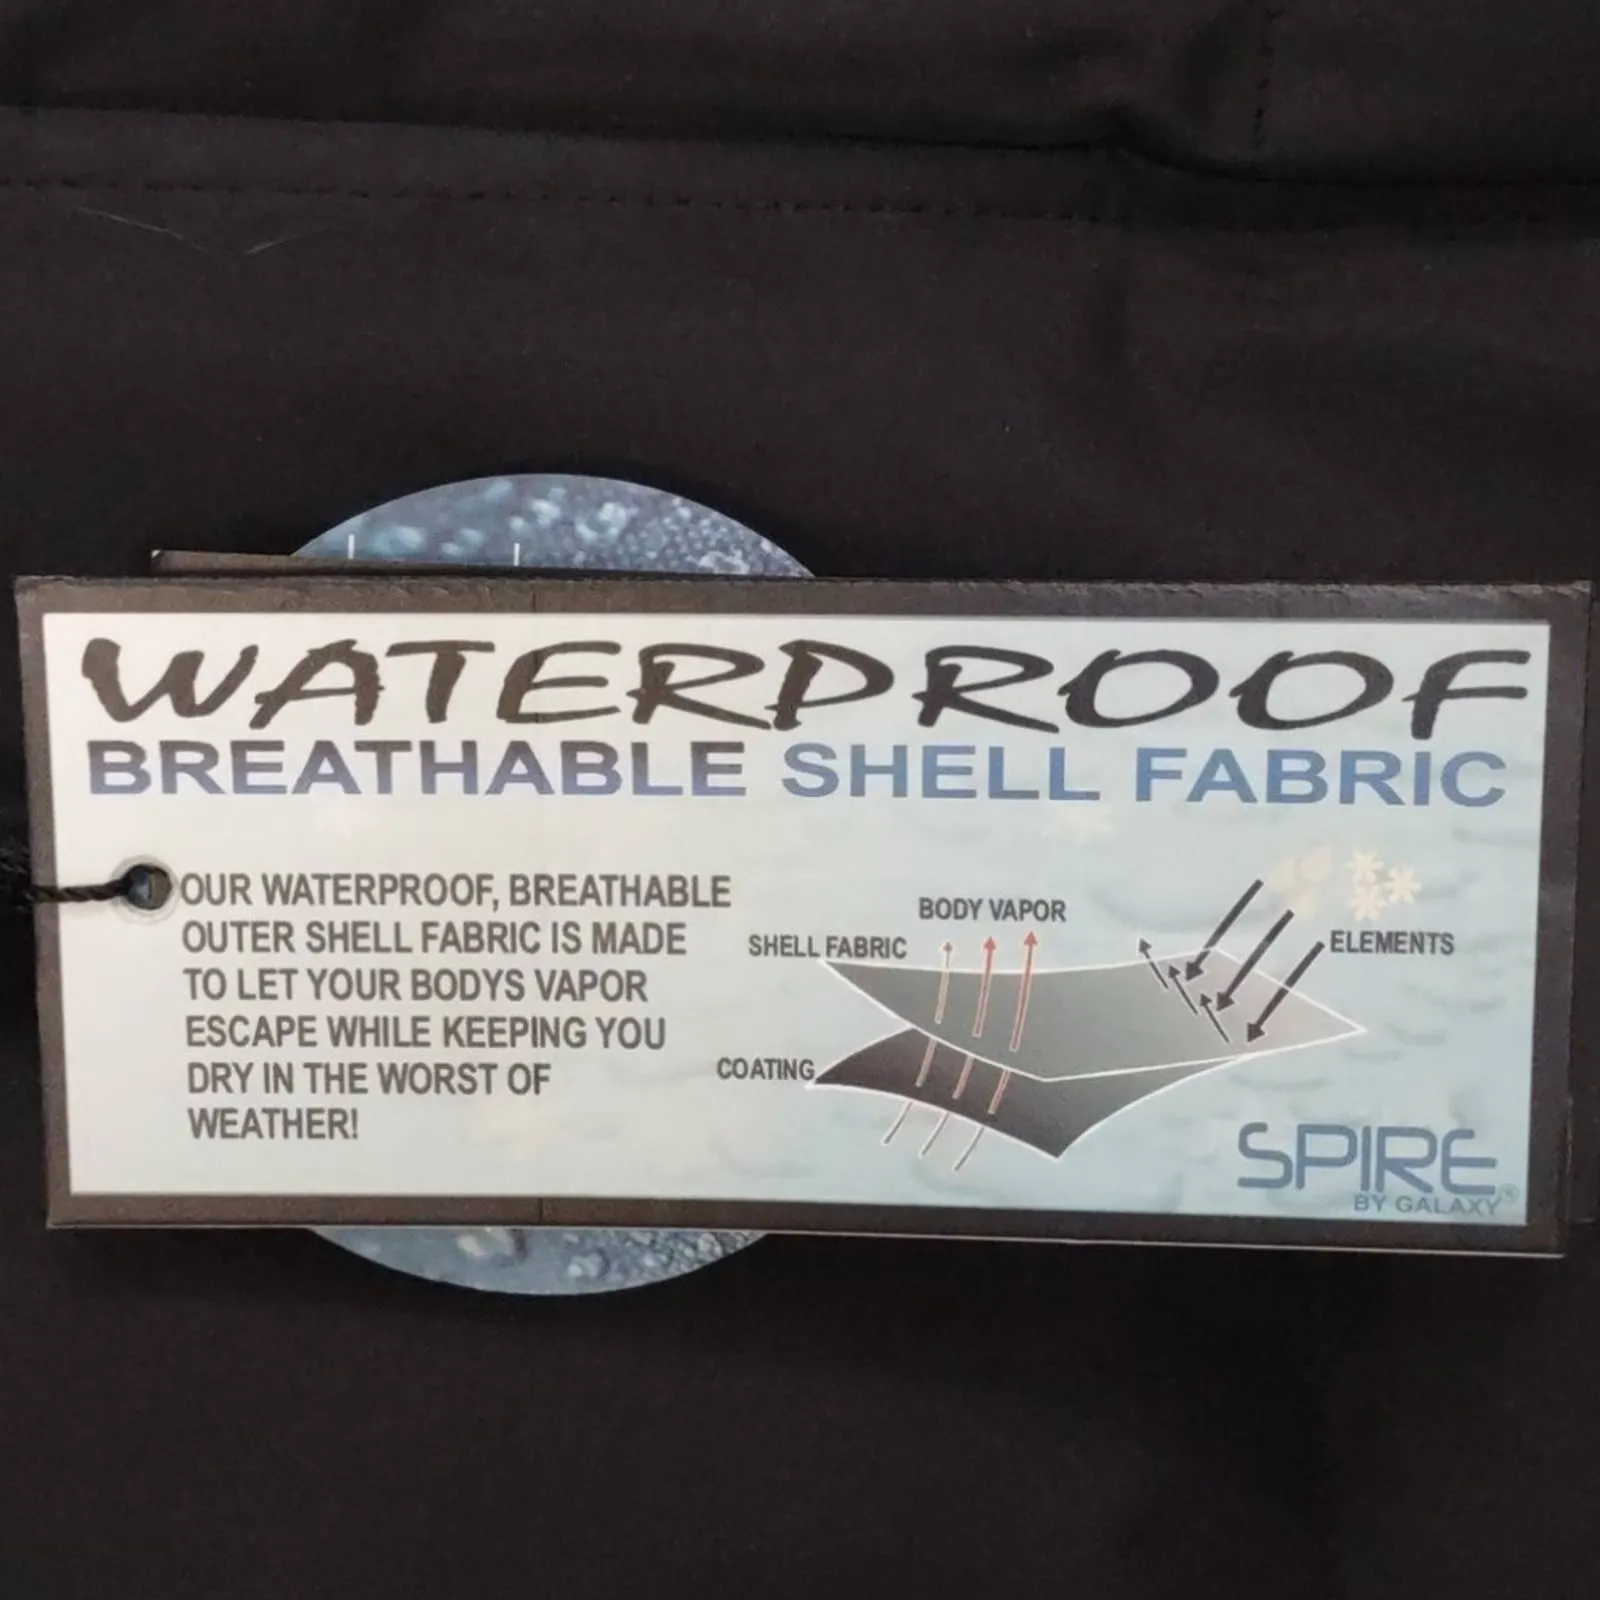 WATERPROOF
BREATHABLE SHELL FABRIC
OUR WATERPROOF, BREATHABLE
OUTER SHELL FABRIC IS MADE
TO LET YOUR BODYS VAPOR
ESCAPE WHILE KEEPING YOU
DRY IN THE WORST OF
WEATHER!
BODY VAPOR
SHELL FABRIC
ELEMENTS
COATING
SPIRE
BY GALAXY®